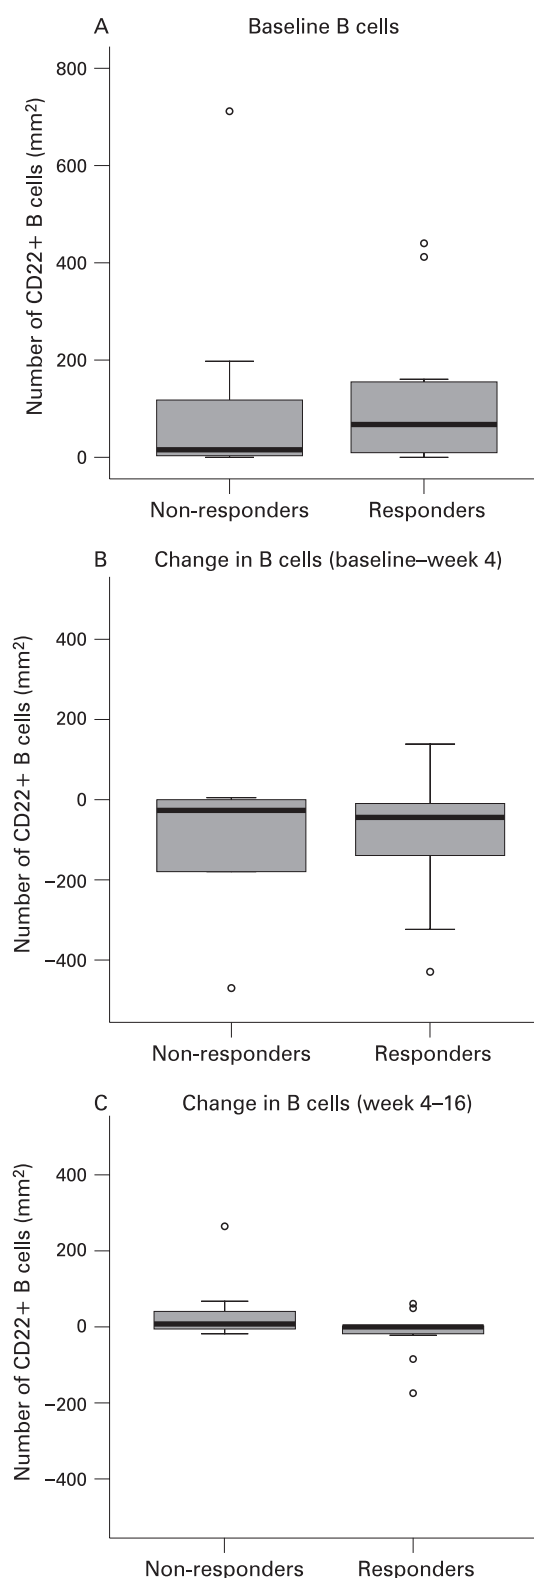 A Baseline B cells
Number of CD22+ B cells (mm²)
800
600
400
200
0
Non-responders Responders
B Change in B cells (baseline–week 4)
Number of CD22+ B cells (mm²)
400
200
0
−200
−400
Non-responders Responders
C Change in B cells (week 4–16)
Number of CD22+ B cells (mm²)
400
200
0
−200
−400
Non-responders Responders